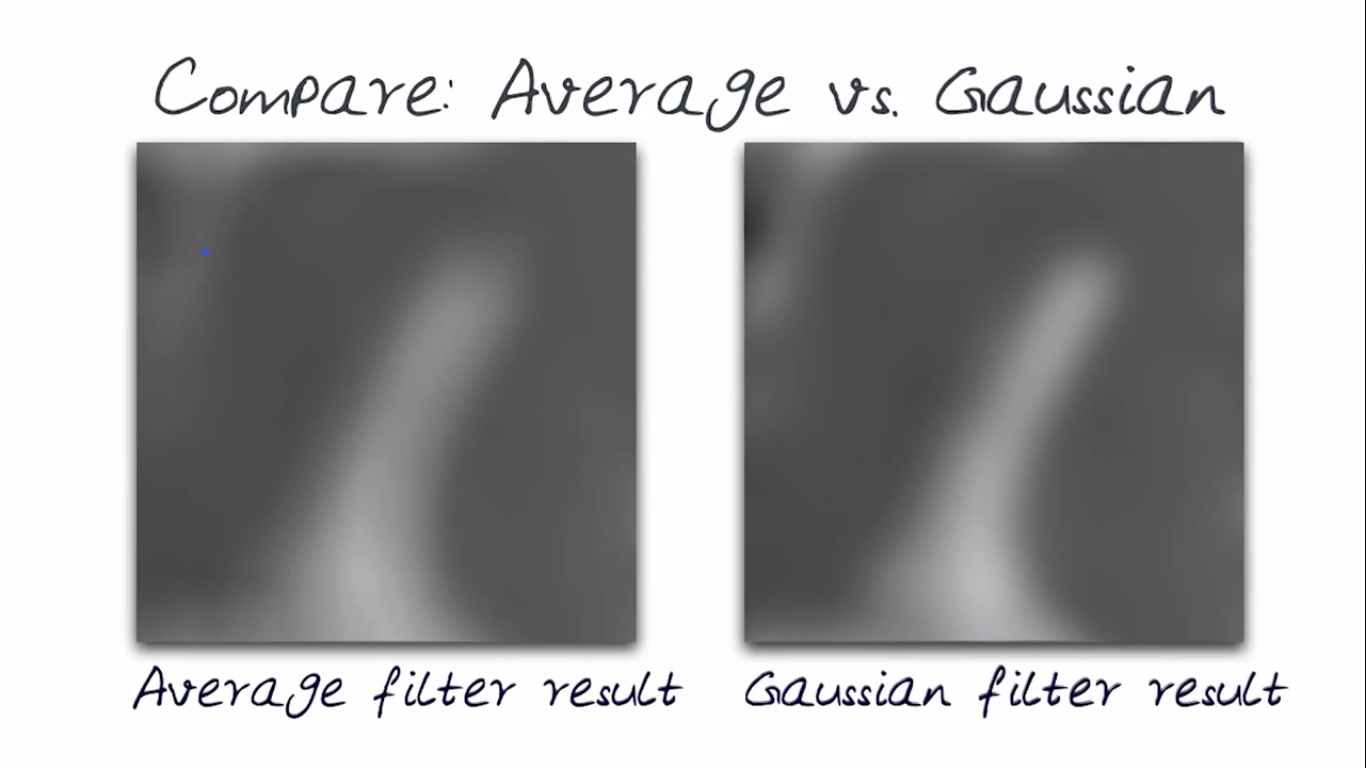 Compare: Average vs. Gaussian
Average filter result
Gaussian filter result